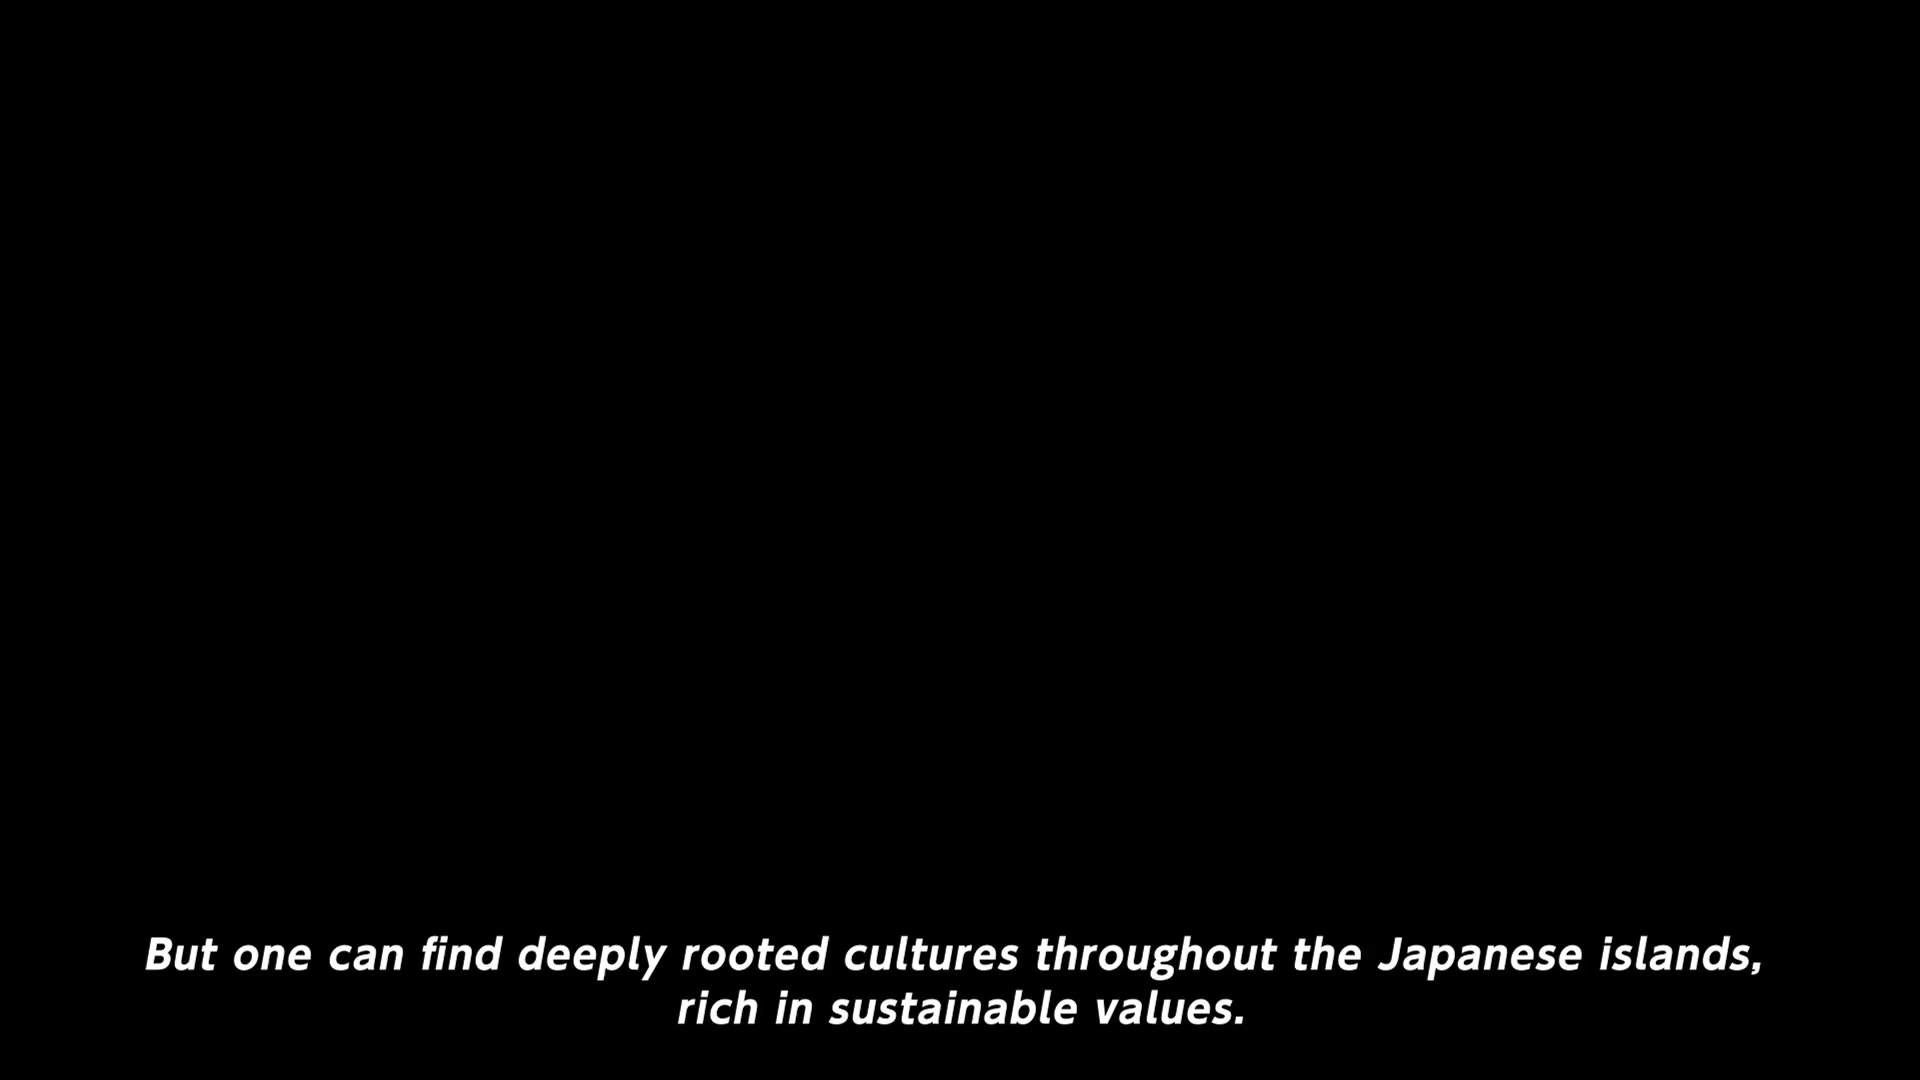 But one can find deeply rooted cultures throughout the Japanese islands,
rich in sustainable values.